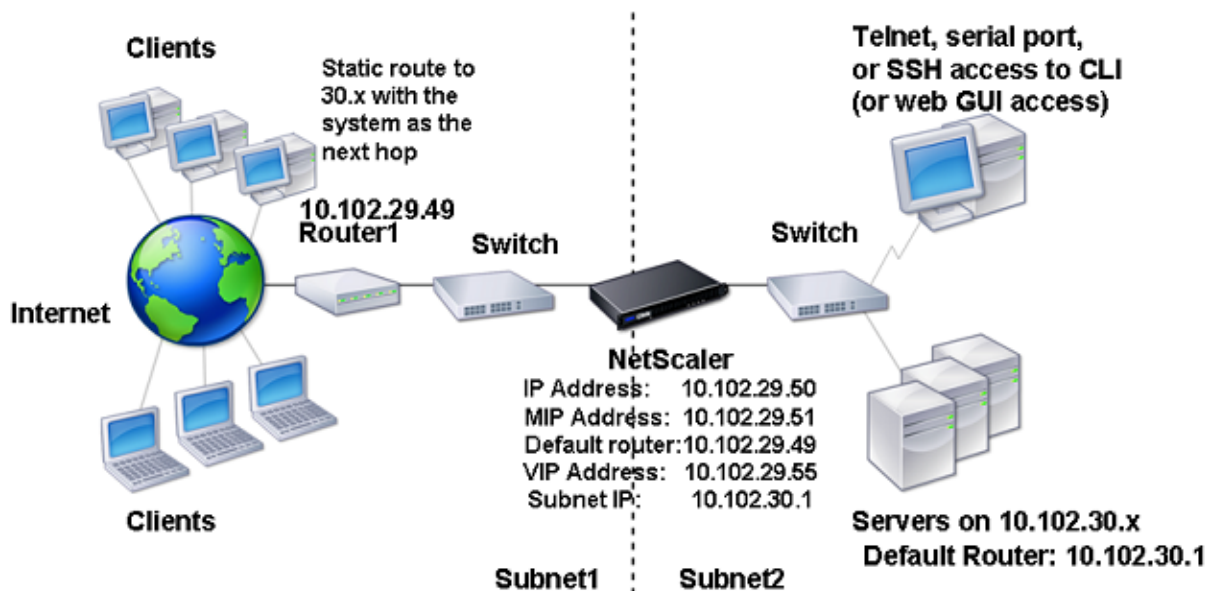 Clients
Static route to
30.x with the
system as the
next hop
10.102.29.49
Router1
Switch
Internet
Clients
Telnet, serial port,
or SSH access to CLI
(or web GUI access)
Switch
NetScaler
IP Address: 10.102.29.50
MIP Address: 10.102.29.51
Default router:10.102.29.49
VIP Address: 10.102.29.55
Subnet IP: 10.102.30.1
Servers on 10.102.30.x
Default Router: 10.102.30.1
Subnet1
Subnet2